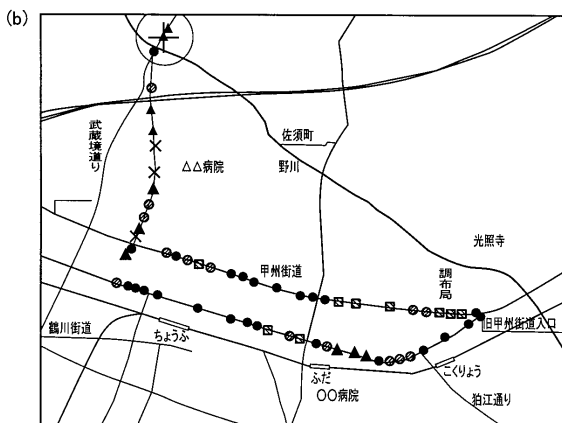 (b)
武蔵境通り
佐須町
△△病院
野川
光照寺
甲州街道
調布局
旧甲州街道入口
鶴川街道
ちょうふ
こくりょう
ふだ
○○病院
狛江通り